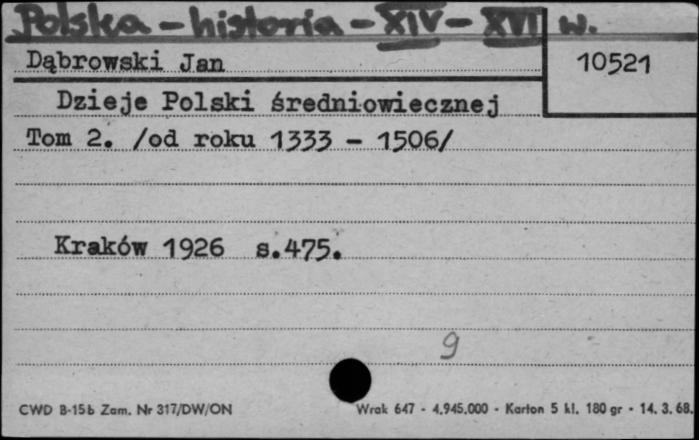 Polska - historia - XIV - XVI w.
Dąbrowski Jan
10521
Dzieje Polski średniowiecznej
Tom 2. /od roku 1333 - 1506/
Kraków 1926 s.475.
9
CWD B-15b Zam. Nr 317/DW/ON Wrak 647 - 4.945.000 - Karton 5 kl. 180 gr - 14. 3. 68.